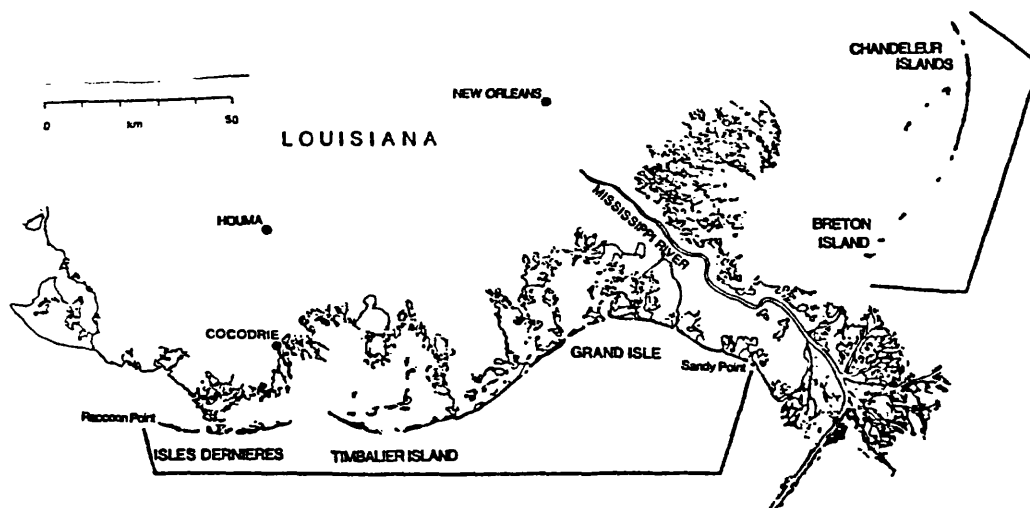 CHANDELEUR
ISLANDS
NEW ORLEANS
0 km 50
LOUISIANA
MISSISSIPPI RIVER
HOUMA
BRETON
ISLAND
COCODRIE
GRAND ISLE
Sandy Point
Raccoon Point
ISLES DERNIERES
TIMBALIER ISLAND